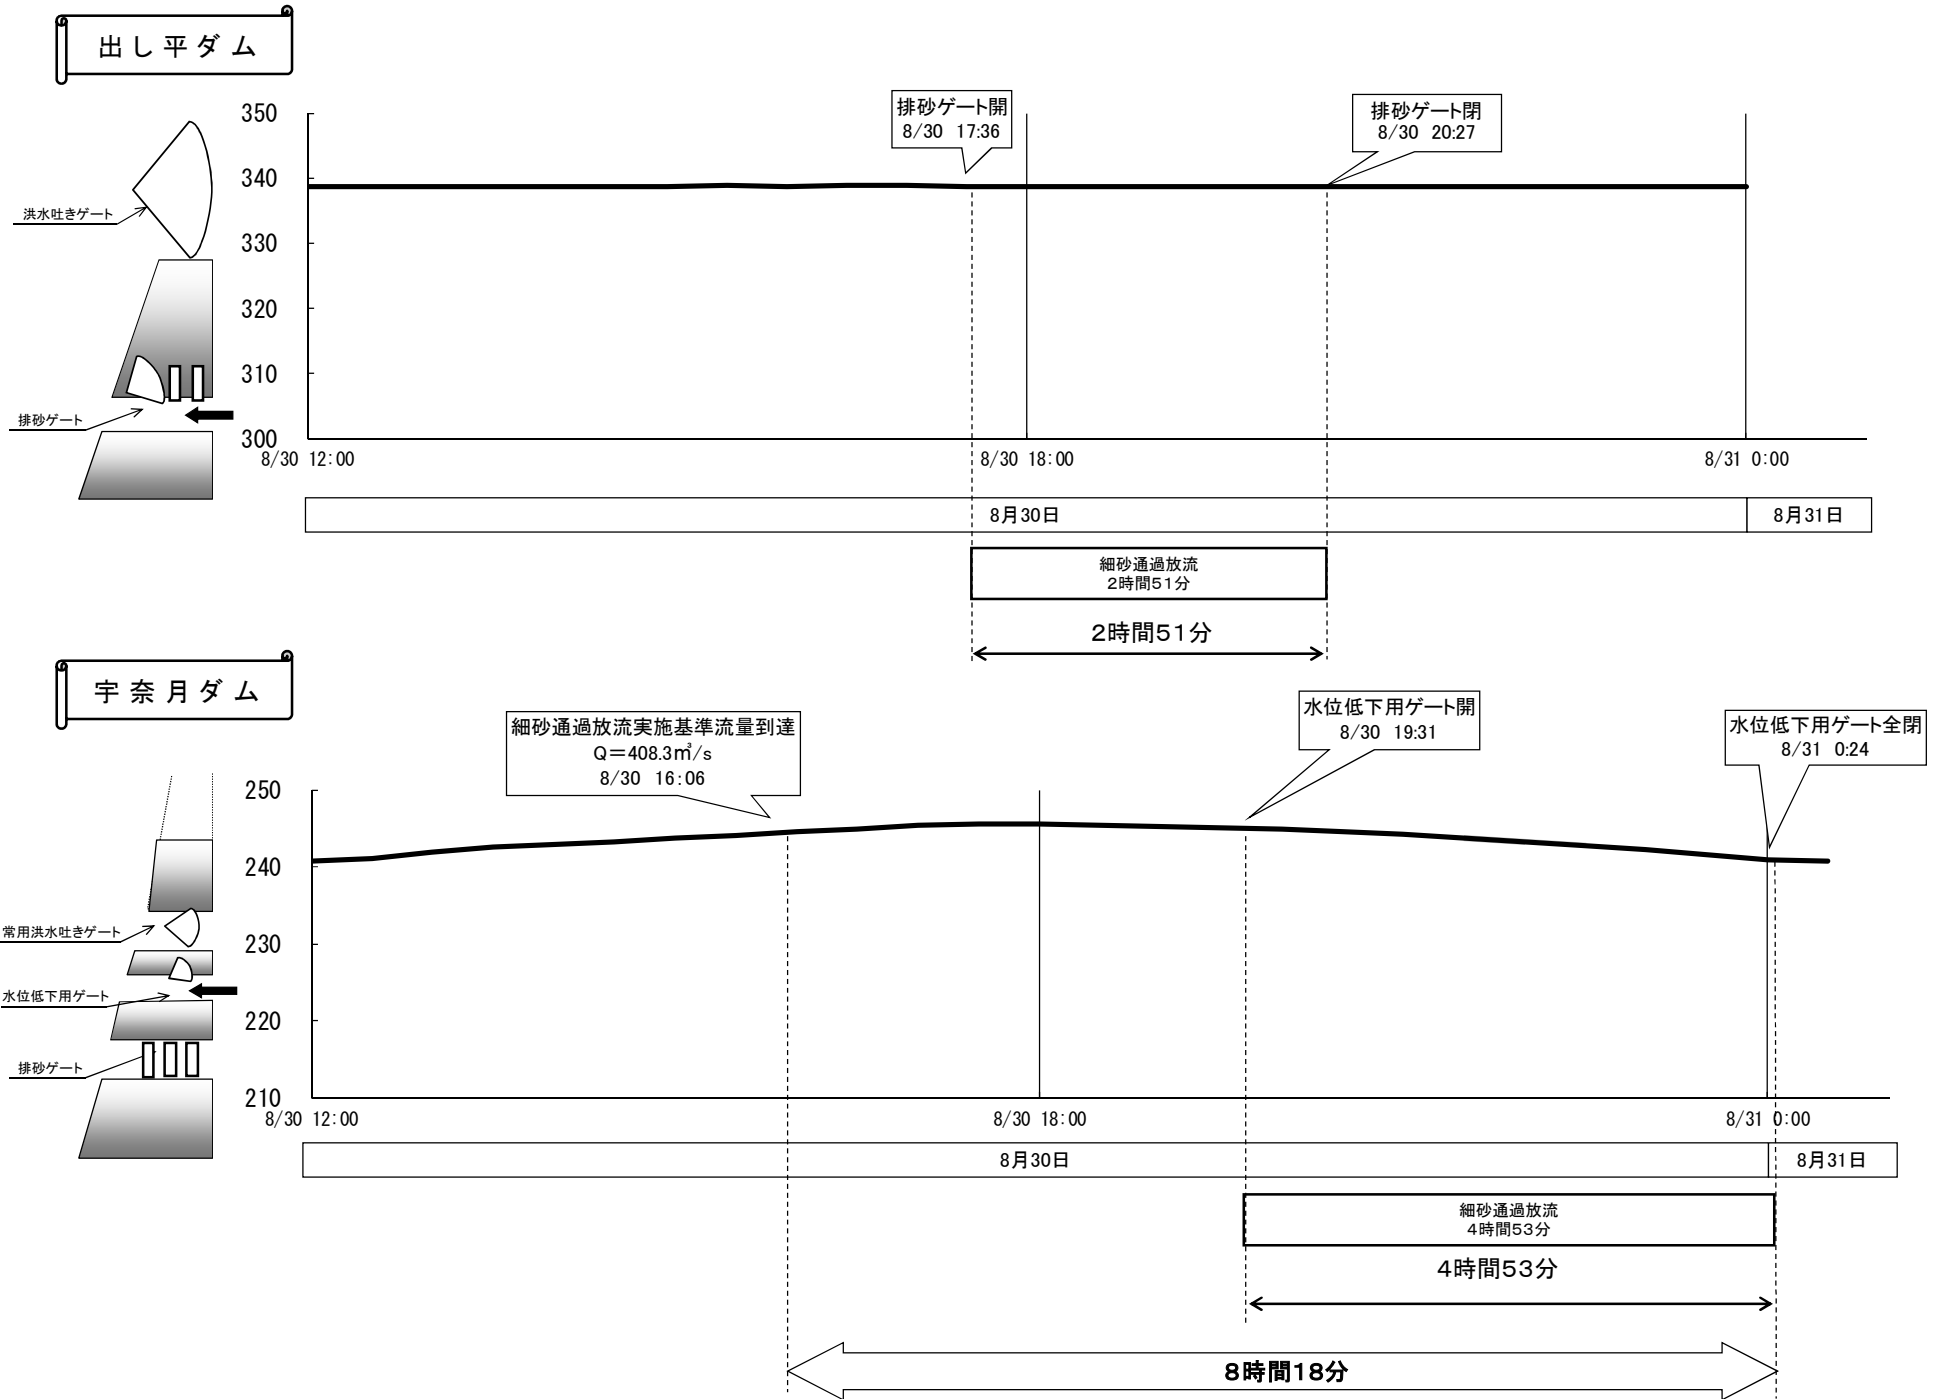 出し平ダム
350
340
330
320
310
300
洪水吐きゲート
排砂ゲート
排砂ゲート開
8/30 17:36
排砂ゲート閉
8/30 20:27
8/30 12:00
8/30 18:00
8/31 0:00
8月30日
8月31日
細砂通過放流
2時間51分
2時間51分
宇奈月ダム
細砂通過放流実施基準流量到達
Q=408.3㎥/s
8/30 16:06
水位低下用ゲート開
8/30 19:31
水位低下用ゲート全閉
8/31 0:24
250
240
230
220
210
常用洪水吐きゲート
水位低下用ゲート
排砂ゲート
8/30 12:00
8/30 18:00
8/31 0:00
8月30日
8月31日
細砂通過放流
4時間53分
4時間53分
8時間18分